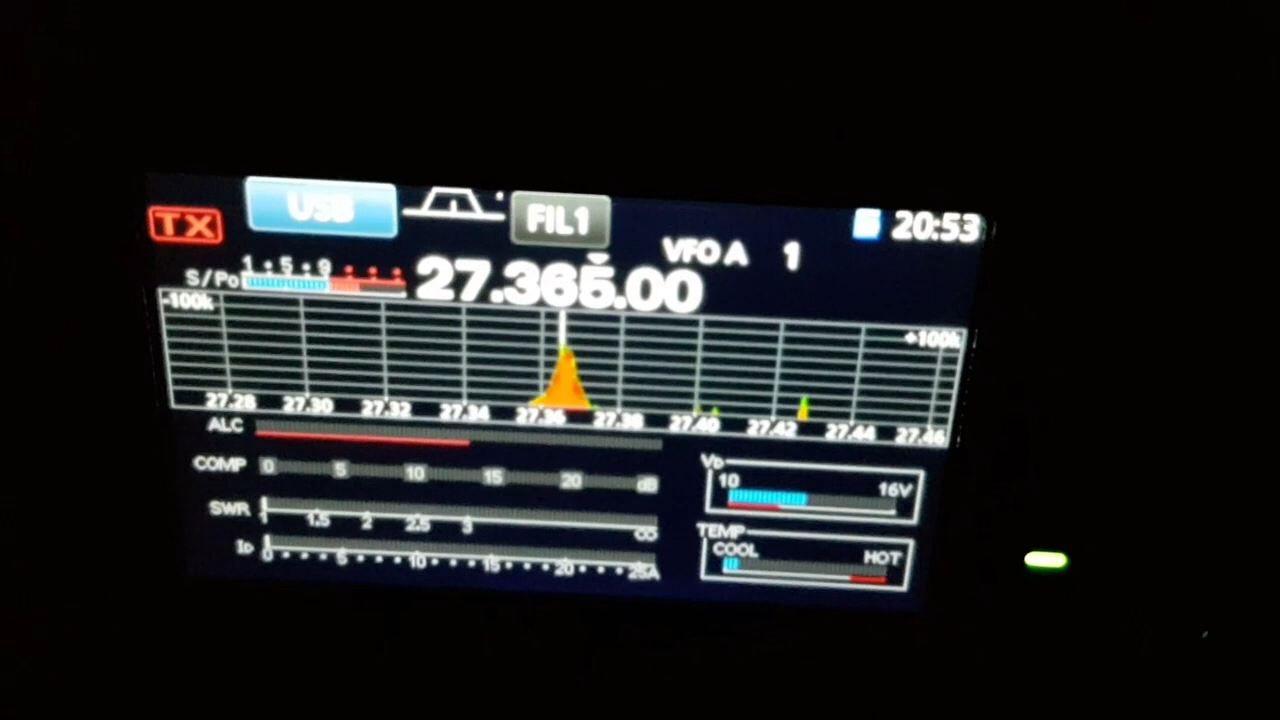 TX USB FIL1 20:53
VFO A 1
1 • 5 • 9
S/Po 27.365.00
-100k +100k
27.28 27.30 27.32 27.34 27.36 27.38 27.40 27.42 27.44 27.46
ALC
COMP 0 5 10 15 20 dB
SWR 1 1.5 2 2.5 3 ∞
ID 0 5 10 15 20 25A
VD
10 16V
TEMP
COOL HOT